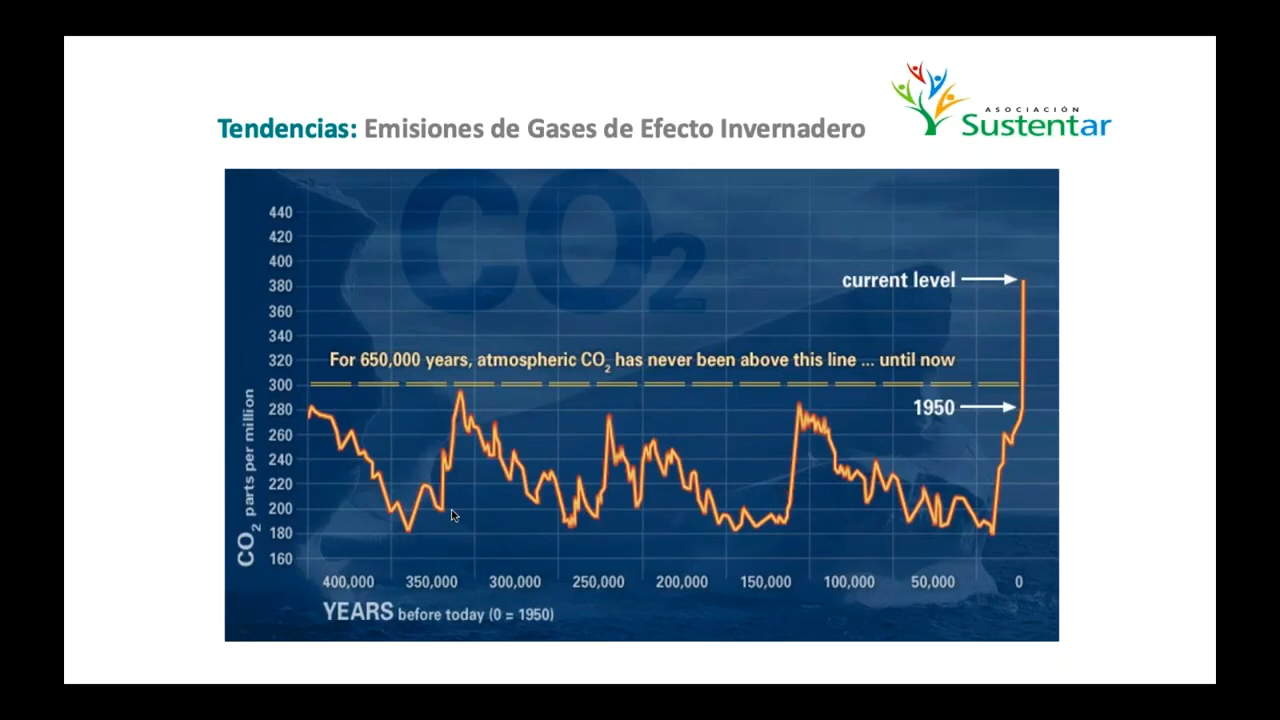 ASOCIACIÓN
Sustentar
Tendencias: Emisiones de Gases de Efecto Invernadero
CO2
440
420
400
380
360
340
320
300
280
260
240
220
200
180
160
CO2 parts per million
current level
For 650,000 years, atmospheric CO2 has never been above this line ... until now
1950
400,000 350,000 300,000 250,000 200,000 150,000 100,000 50,000 0
YEARS before today (0 = 1950)